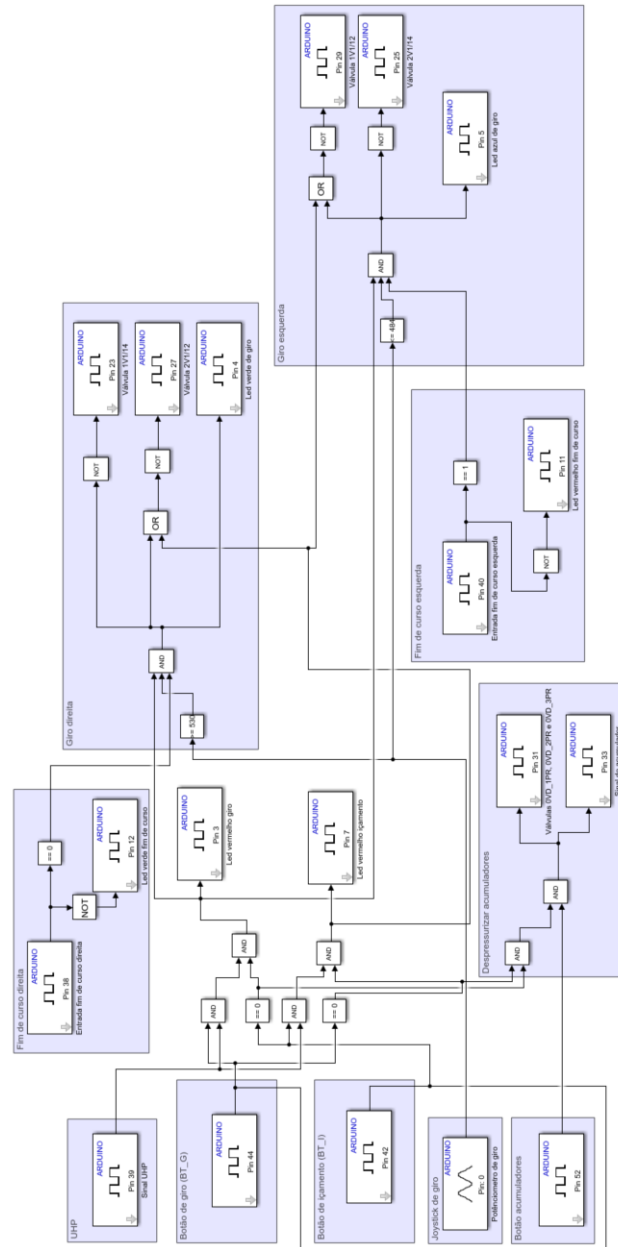 UHP
ARDUINO
Pin 39
Sinal UHP
Botão de giro (BT_G)
ARDUINO
Pin 44
Botão de içamento (BT_I)
ARDUINO
Pin 42
Joystick de giro
ARDUINO
Pin: 0
Potênciometro de giro
Botão acumuladores
ARDUINO
Pin 52
Fim de curso direita
ARDUINO
Pin 38
Entrada fim de curso direita
== 0
NOT
ARDUINO
Pin 12
Led verde fim de curso
AND
== 0
AND
== 0
AND
AND
ARDUINO
Pin 3
Led vermelho giro
ARDUINO
Pin 7
Led vermelho içamento
Despressurizar acumuladores
AND
AND
ARDUINO
Pin 31
Válvulas 0VD_1PR, 0VD_2PR e 0VD_3PR
ARDUINO
Pin 33
Giro direita
>= 530
AND
NOT
OR
NOT
ARDUINO
Pin 23
Válvula 1V1/14
ARDUINO
Pin 27
Válvula 2V1/12
ARDUINO
Pin 4
Led verde de giro
Fim de curso esquerda
ARDUINO
Pin 40
Entrada fim de curso esquerda
== 1
NOT
ARDUINO
Pin 11
Led vermelho fim de curso
Giro esquerda
<= 484
AND
OR
NOT
NOT
ARDUINO
Pin 29
Válvula 1V1/12
ARDUINO
Pin 25
Válvula 2V1/14
ARDUINO
Pin 5
Led azul de giro